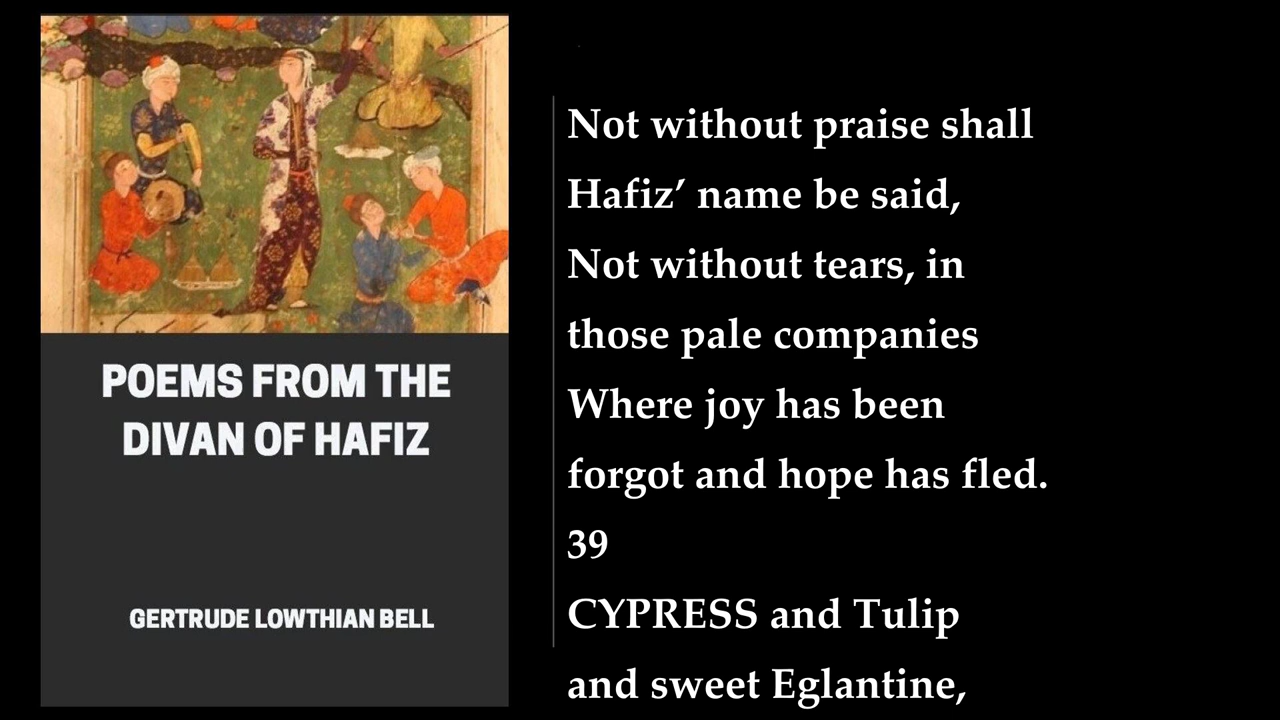 POEMS FROM THE
DIVAN OF HAFIZ
GERTRUDE LOWTHIAN BELL
Not without praise shall
Hafiz’ name be said,
Not without tears, in
those pale companies
Where joy has been
forgot and hope has fled.
39
CYPRESS and Tulip
and sweet Eglantine,